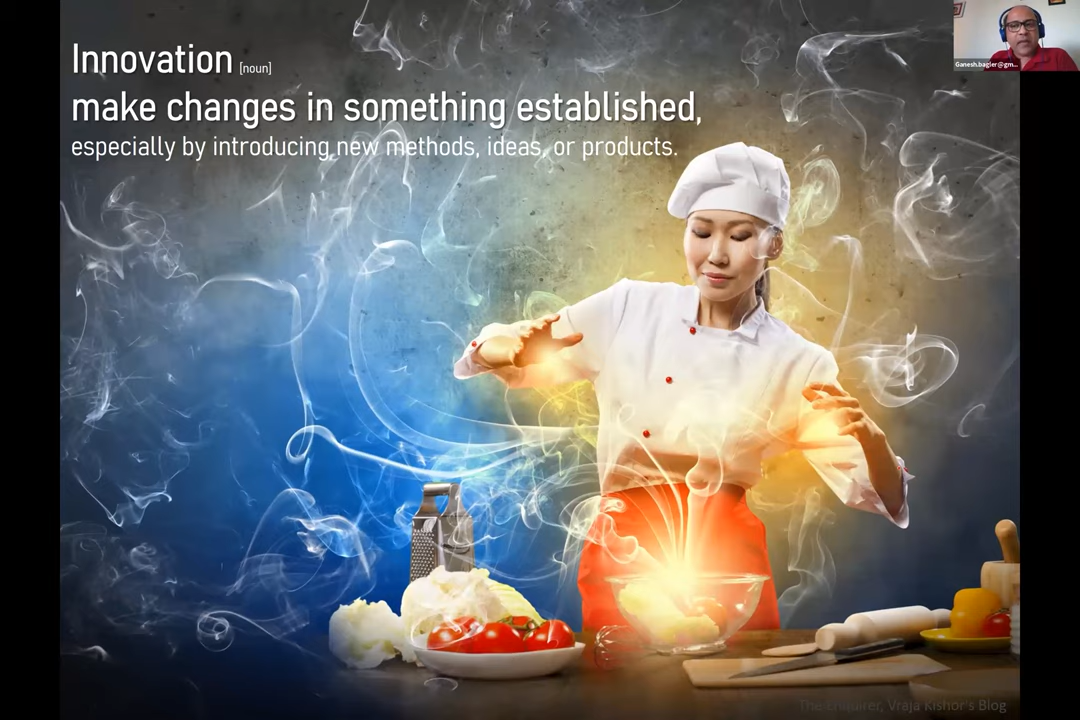 Innovation [noun]
make changes in something established,
especially by introducing new methods, ideas, or products.
Ganesh.bagler@gm...
The Enquirer, Vraja Kishor's Blog